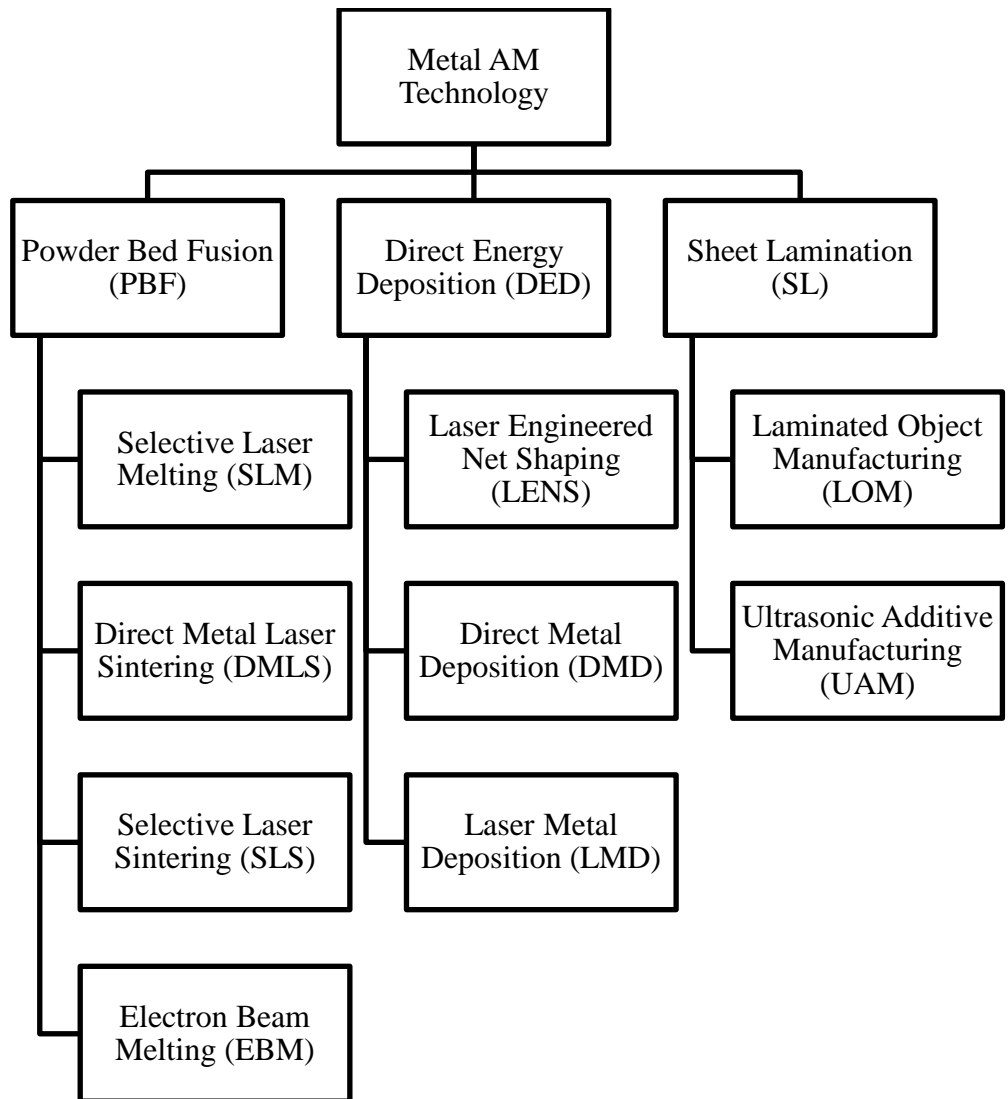 Metal AM
Technology
Powder Bed Fusion
(PBF)
Direct Energy
Deposition (DED)
Sheet Lamination
(SL)
Selective Laser
Melting (SLM)
Laser Engineered
Net Shaping
(LENS)
Laminated Object
Manufacturing
(LOM)
Direct Metal Laser
Sintering (DMLS)
Direct Metal
Deposition (DMD)
Ultrasonic Additive
Manufacturing
(UAM)
Selective Laser
Sintering (SLS)
Laser Metal
Deposition (LMD)
Electron Beam
Melting (EBM)